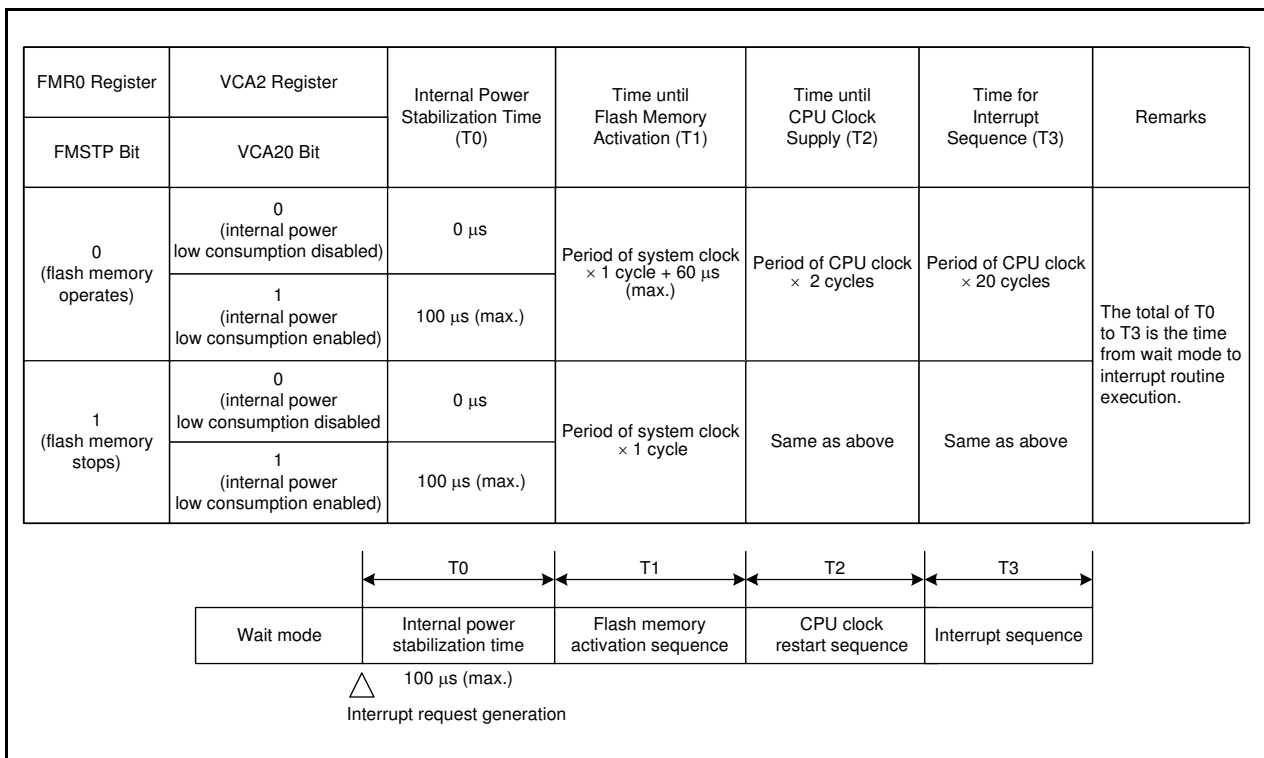 FMR0 Register
VCA2 Register
Internal Power
Stabilization Time
(T0)
Time until
Flash Memory
Activation (T1)
Time until
CPU Clock
Supply (T2)
Time for
Interrupt
Sequence (T3)
Remarks
FMSTP Bit
VCA20 Bit
0
(flash memory
operates)
0
(internal power
low consumption disabled)
0 μs
Period of system clock
× 1 cycle + 60 μs
(max.)
Period of CPU clock
× 2 cycles
Period of CPU clock
× 20 cycles
The total of T0
to T3 is the time
from wait mode to
interrupt routine
execution.
1
(internal power
low consumption enabled)
100 μs (max.)
1
(flash memory
stops)
0
(internal power
low consumption disabled
0 μs
Period of system clock
× 1 cycle
Same as above
Same as above
1
(internal power
low consumption enabled)
100 μs (max.)
T0
T1
T2
T3
Wait mode
Internal power
stabilization time
Flash memory
activation sequence
CPU clock
restart sequence
Interrupt sequence
100 μs (max.)
Interrupt request generation